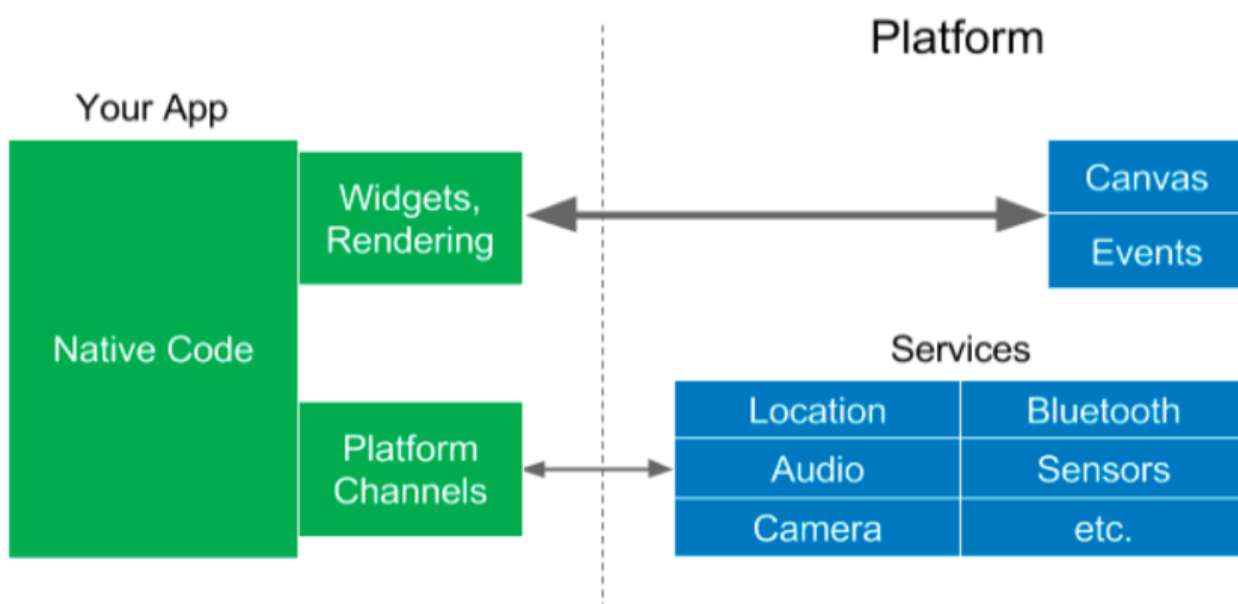 Platform
Your App
Widgets,
Rendering
Canvas
Events
Native Code
Services
Platform
Channels
Location
Bluetooth
Audio
Sensors
Camera
etc.